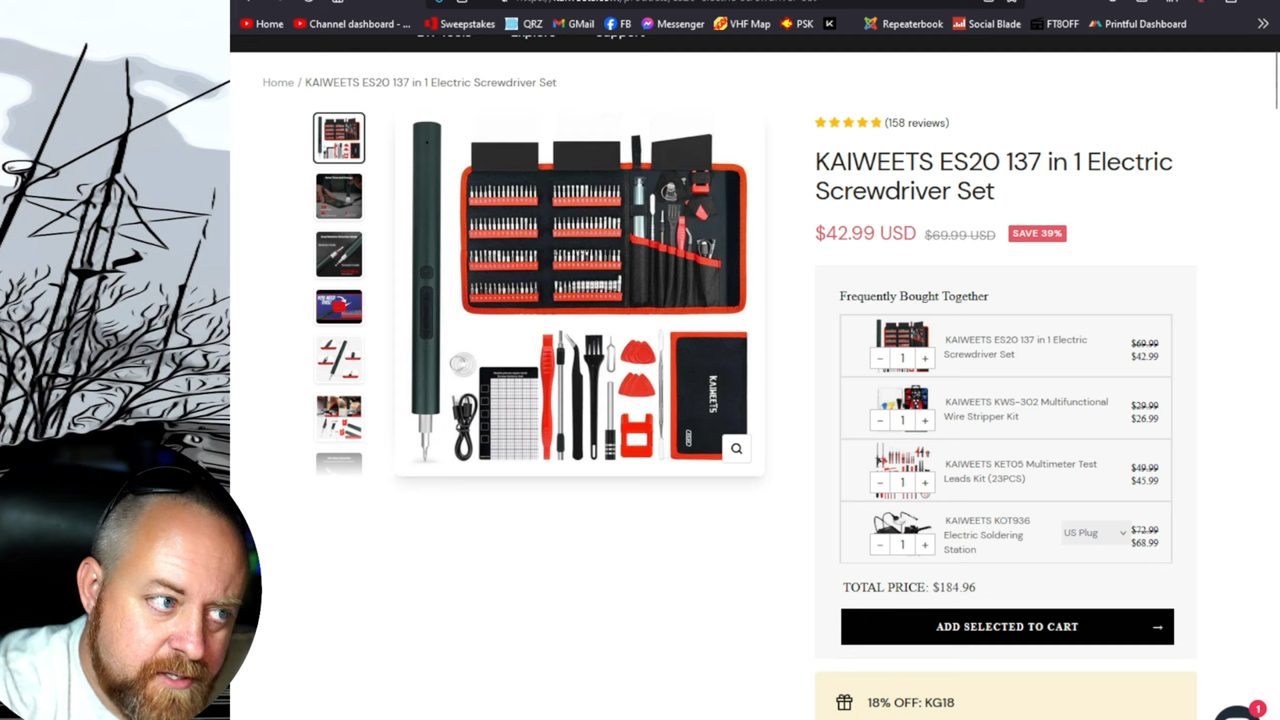 Home
Channel dashboard - ...
Sweepstakes
QRZ
GMail
FB
Messenger
VHF Map
PSK
K
Repeaterbook
Social Blade
FT8OFF
Printful Dashboard
Home / KAIWEETS ES20 137 in 1 Electric Screwdriver Set
(158 reviews)
KAIWEETS ES20 137 in 1 Electric
Screwdriver Set
$42.99 USD $69.99 USD SAVE 39%
Frequently Bought Together
KAIWEETS ES20 137 in 1 Electric
Screwdriver Set
$69.99
$42.99
- 1 +
KAIWEETS KWS-302 Multifunctional
Wire Stripper Kit
$29.99
$26.99
- 1 +
KAIWEETS KET05 Multimeter Test
Leads Kit (23PCS)
$49.99
$45.99
- 1 +
KAIWEETS KOT936
Electric Soldering
Station
US Plug
$72.99
$68.99
- 1 +
TOTAL PRICE: $184.96
ADD SELECTED TO CART →
18% OFF: KG18
1
KAIWEETS